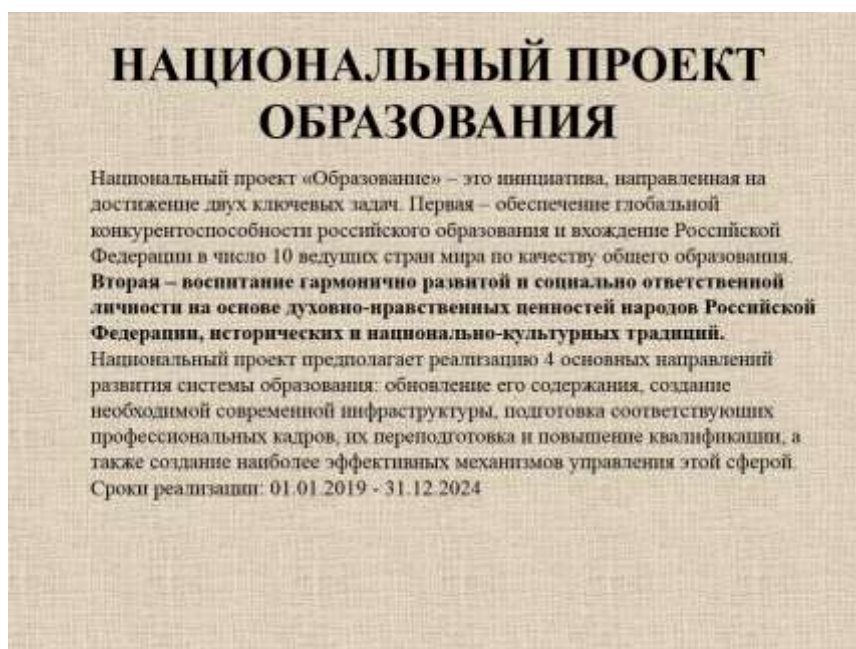 НАЦИОНАЛЬНЫЙ ПРОЕКТ
ОБРАЗОВАНИЯ
Национальный проект «Образование» – это инициатива, направленная на
достижение двух ключевых задач. Первая – обеспечение глобальной
конкурентоспособности российского образования и вхождение Российской
Федерации в число 10 ведущих стран мира по качеству общего образования.
Вторая – воспитание гармонично развитой и социально ответственной
личности на основе духовно-нравственных ценностей народов Российской
Федерации, исторических и национально-культурных традиций.
Национальный проект предполагает реализацию 4 основных направлений
развития системы образования: обновление его содержания, создание
необходимой современной инфраструктуры, подготовка соответствующих
профессиональных кадров, их переподготовка и повышение квалификации, а
также создание наиболее эффективных механизмов управления этой сферой.
Сроки реализации: 01.01.2019 - 31.12.2024